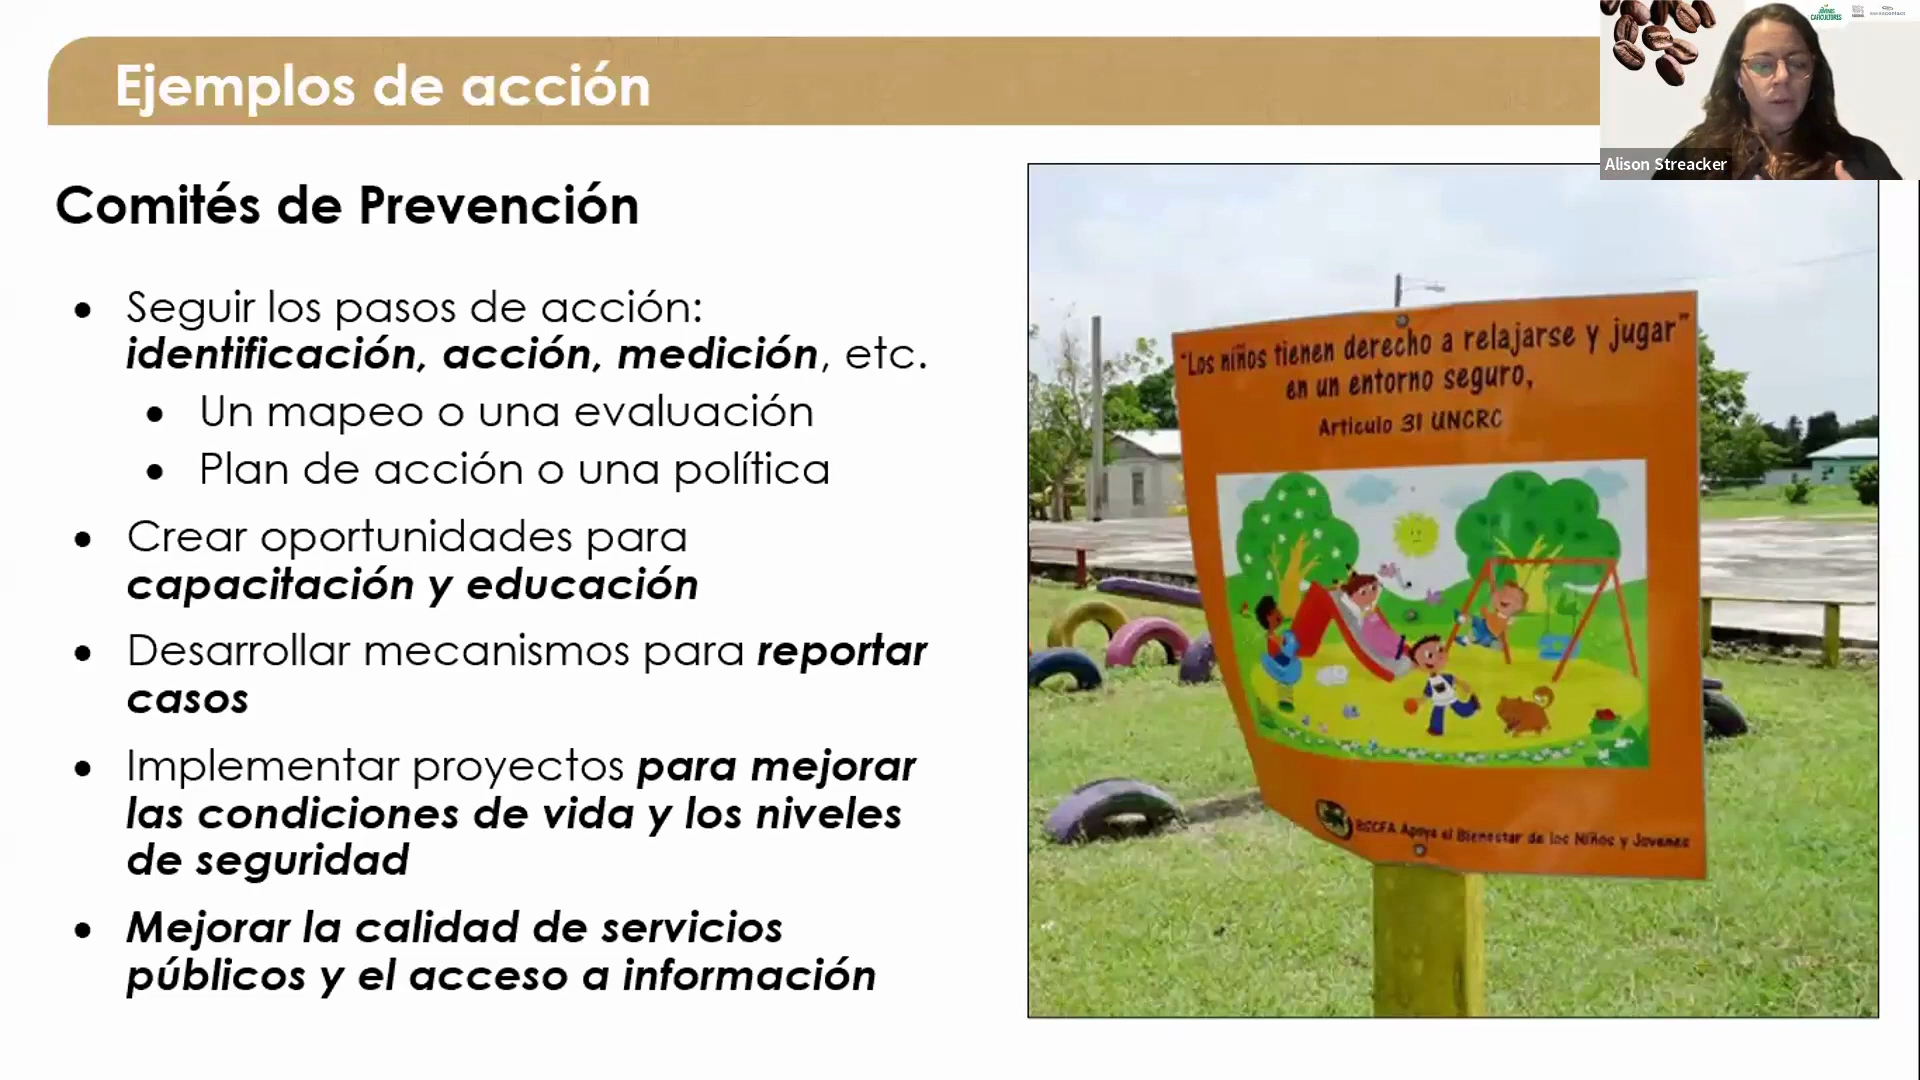 Ejemplos de acción
Alison Streacker
Comités de Prevención
Seguir los pasos de acción:
identificación, acción, medición, etc.
Un mapeo o una evaluación
Plan de acción o una política
Crear oportunidades para
capacitación y educación
Desarrollar mecanismos para reportar
casos
Implementar proyectos para mejorar
las condiciones de vida y los niveles
de seguridad
Mejorar la calidad de servicios
públicos y el acceso a información
"Los niños tienen derecho a relajarse y jugar"
en un entorno seguro,
Articulo 31 UNCRC
BSCFA Apoya el Bienestar de los Niños y Jovenes